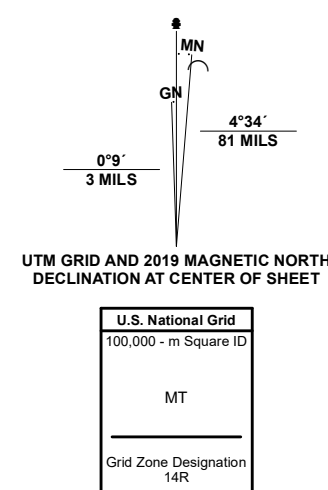 MN
GN
4°34´
81 MILS
0°9´
3 MILS
UTM GRID AND 2019 MAGNETIC NORTH
DECLINATION AT CENTER OF SHEET
U.S. National Grid
100,000 - m Square ID
MT
Grid Zone Designation
14R